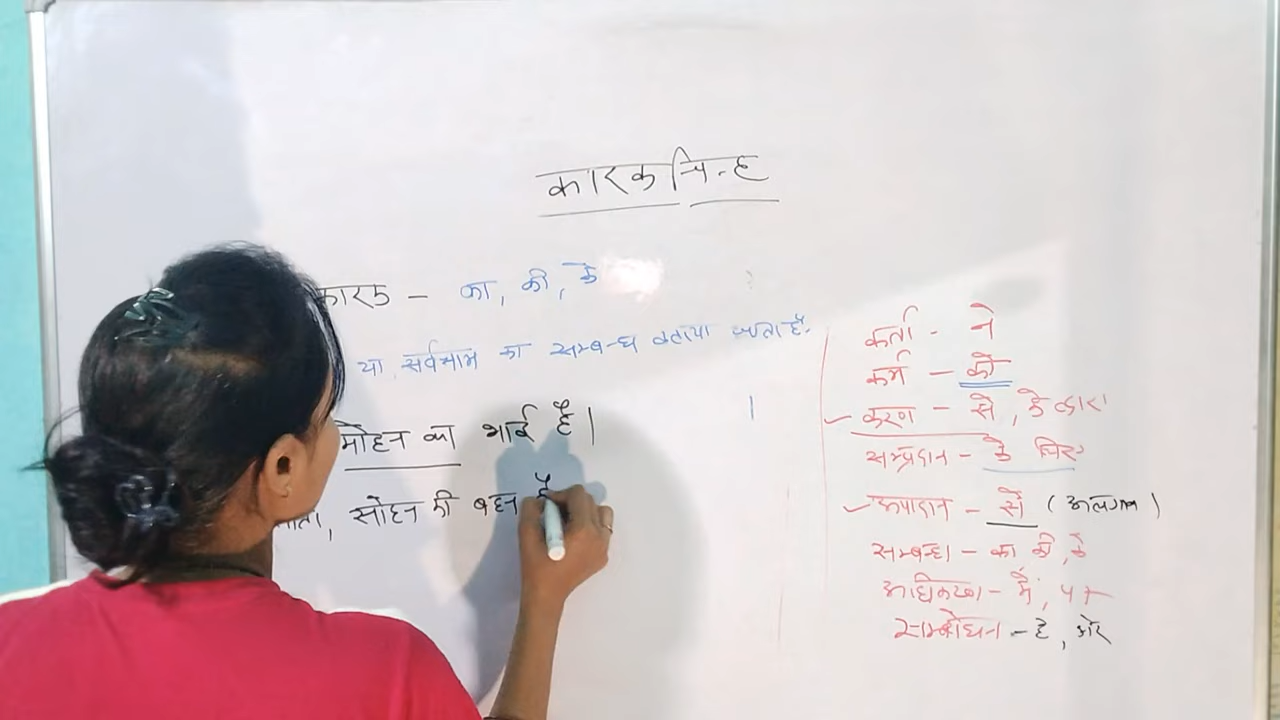 कारक चिन्ह
कारक – का, की, के
या सर्वनाम का सम्बन्ध बताया जाता है.
मोहन का भाई है।
सोहन की बहन है
कर्ता - ने
कर्म – को
करण – से, के द्वारा
सम्प्रदान – के लिए
अपादान – से (अलगाव)
सम्बन्ध – का की, के
अधिकरण – में, पर
सम्बोधन – हे, ओर